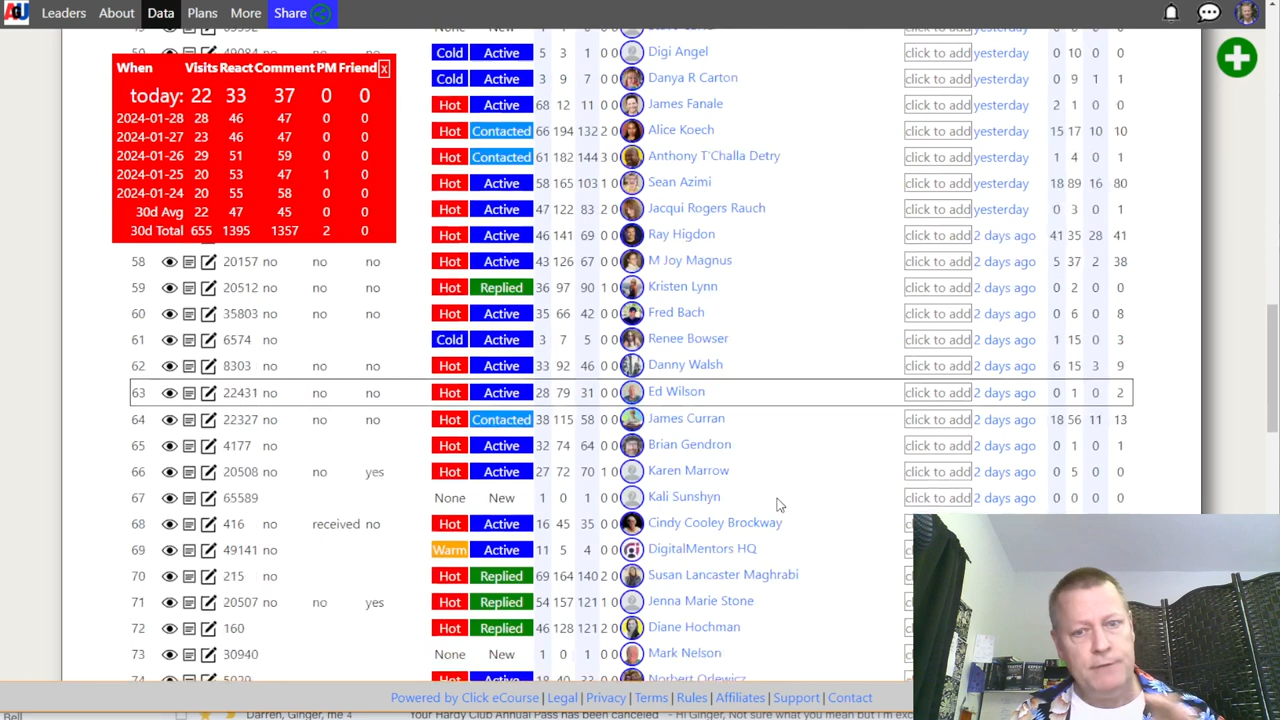 Leaders About Data Plans More Share
Cold Active 5 3 1 0 0 Digi Angel click to add yesterday 0 10 0 0
When Visits React Comment PM Friend X
today: 22 33 37 0 0
2024-01-28 28 46 47 0 0
2024-01-27 23 46 47 0 0
2024-01-26 29 51 59 0 0
2024-01-25 20 53 47 1 0
2024-01-24 20 55 58 0 0
30d Avg 22 47 45 0 0
30d Total 655 1395 1357 2 0
Cold Active 3 9 7 0 0 Danya R Carton click to add yesterday 0 9 1 1
Hot Active 68 12 11 0 0 James Fanale click to add yesterday 2 1 0 0
Hot Contacted 66 194 132 2 0 Alice Koech click to add yesterday 15 17 10 10
Hot Contacted 61 182 144 3 0 Anthony T'Challa Detry click to add yesterday 1 4 0 1
Hot Active 58 165 103 1 0 Sean Azimi click to add yesterday 18 89 16 80
Hot Active 47 122 83 2 0 Jacqui Rogers Rauch click to add yesterday 0 3 0 1
Hot Active 46 141 69 0 0 Ray Higdon click to add 2 days ago 41 35 28 41
58 20157 no no no Hot Active 43 126 67 0 0 M Joy Magnus click to add 2 days ago 5 37 2 38
59 20512 no no no Hot Replied 36 97 90 1 0 Kristen Lynn click to add 2 days ago 0 2 0 0
60 35803 no no no Hot Active 35 66 42 0 0 Fred Bach click to add 2 days ago 0 6 0 8
61 6574 no Cold Active 3 7 5 0 0 Renee Bowser click to add 2 days ago 1 15 0 3
62 8303 no no no Hot Active 33 92 46 0 0 Danny Walsh click to add 2 days ago 6 15 3 9
63 22431 no no no Hot Active 28 79 31 0 0 Ed Wilson click to add 2 days ago 0 1 0 2
64 22327 no no no Hot Contacted 38 115 58 0 0 James Curran click to add 2 days ago 18 56 11 13
65 4177 no no no Hot Active 32 74 64 0 0 Brian Gendron click to add 2 days ago 0 1 0 1
66 20508 no no yes Hot Active 27 72 70 1 0 Karen Marrow click to add 2 days ago 0 5 0 0
67 65589 None New 1 0 1 0 0 Kali Sunshyn click to add 2 days ago 0 0 0 0
68 416 no received no Hot Active 16 45 35 0 0 Cindy Cooley Brockway
69 49141 no Warm Active 11 5 4 0 0 DigitalMentors HQ
70 215 no Hot Replied 69 164 140 2 0 Susan Lancaster Maghrabi
71 20507 no no yes Hot Replied 54 157 121 1 0 Jenna Marie Stone
72 160 Hot Replied 46 128 121 2 0 Diane Hochman
73 30940 None New 1 0 1 0 0 Mark Nelson
Powered by Click eCourse | Legal | Privacy | Terms | Rules | Affiliates | Support | Contact
Darren, Ginger, me 4 Your Hardy Club Annual Pass has been canceled